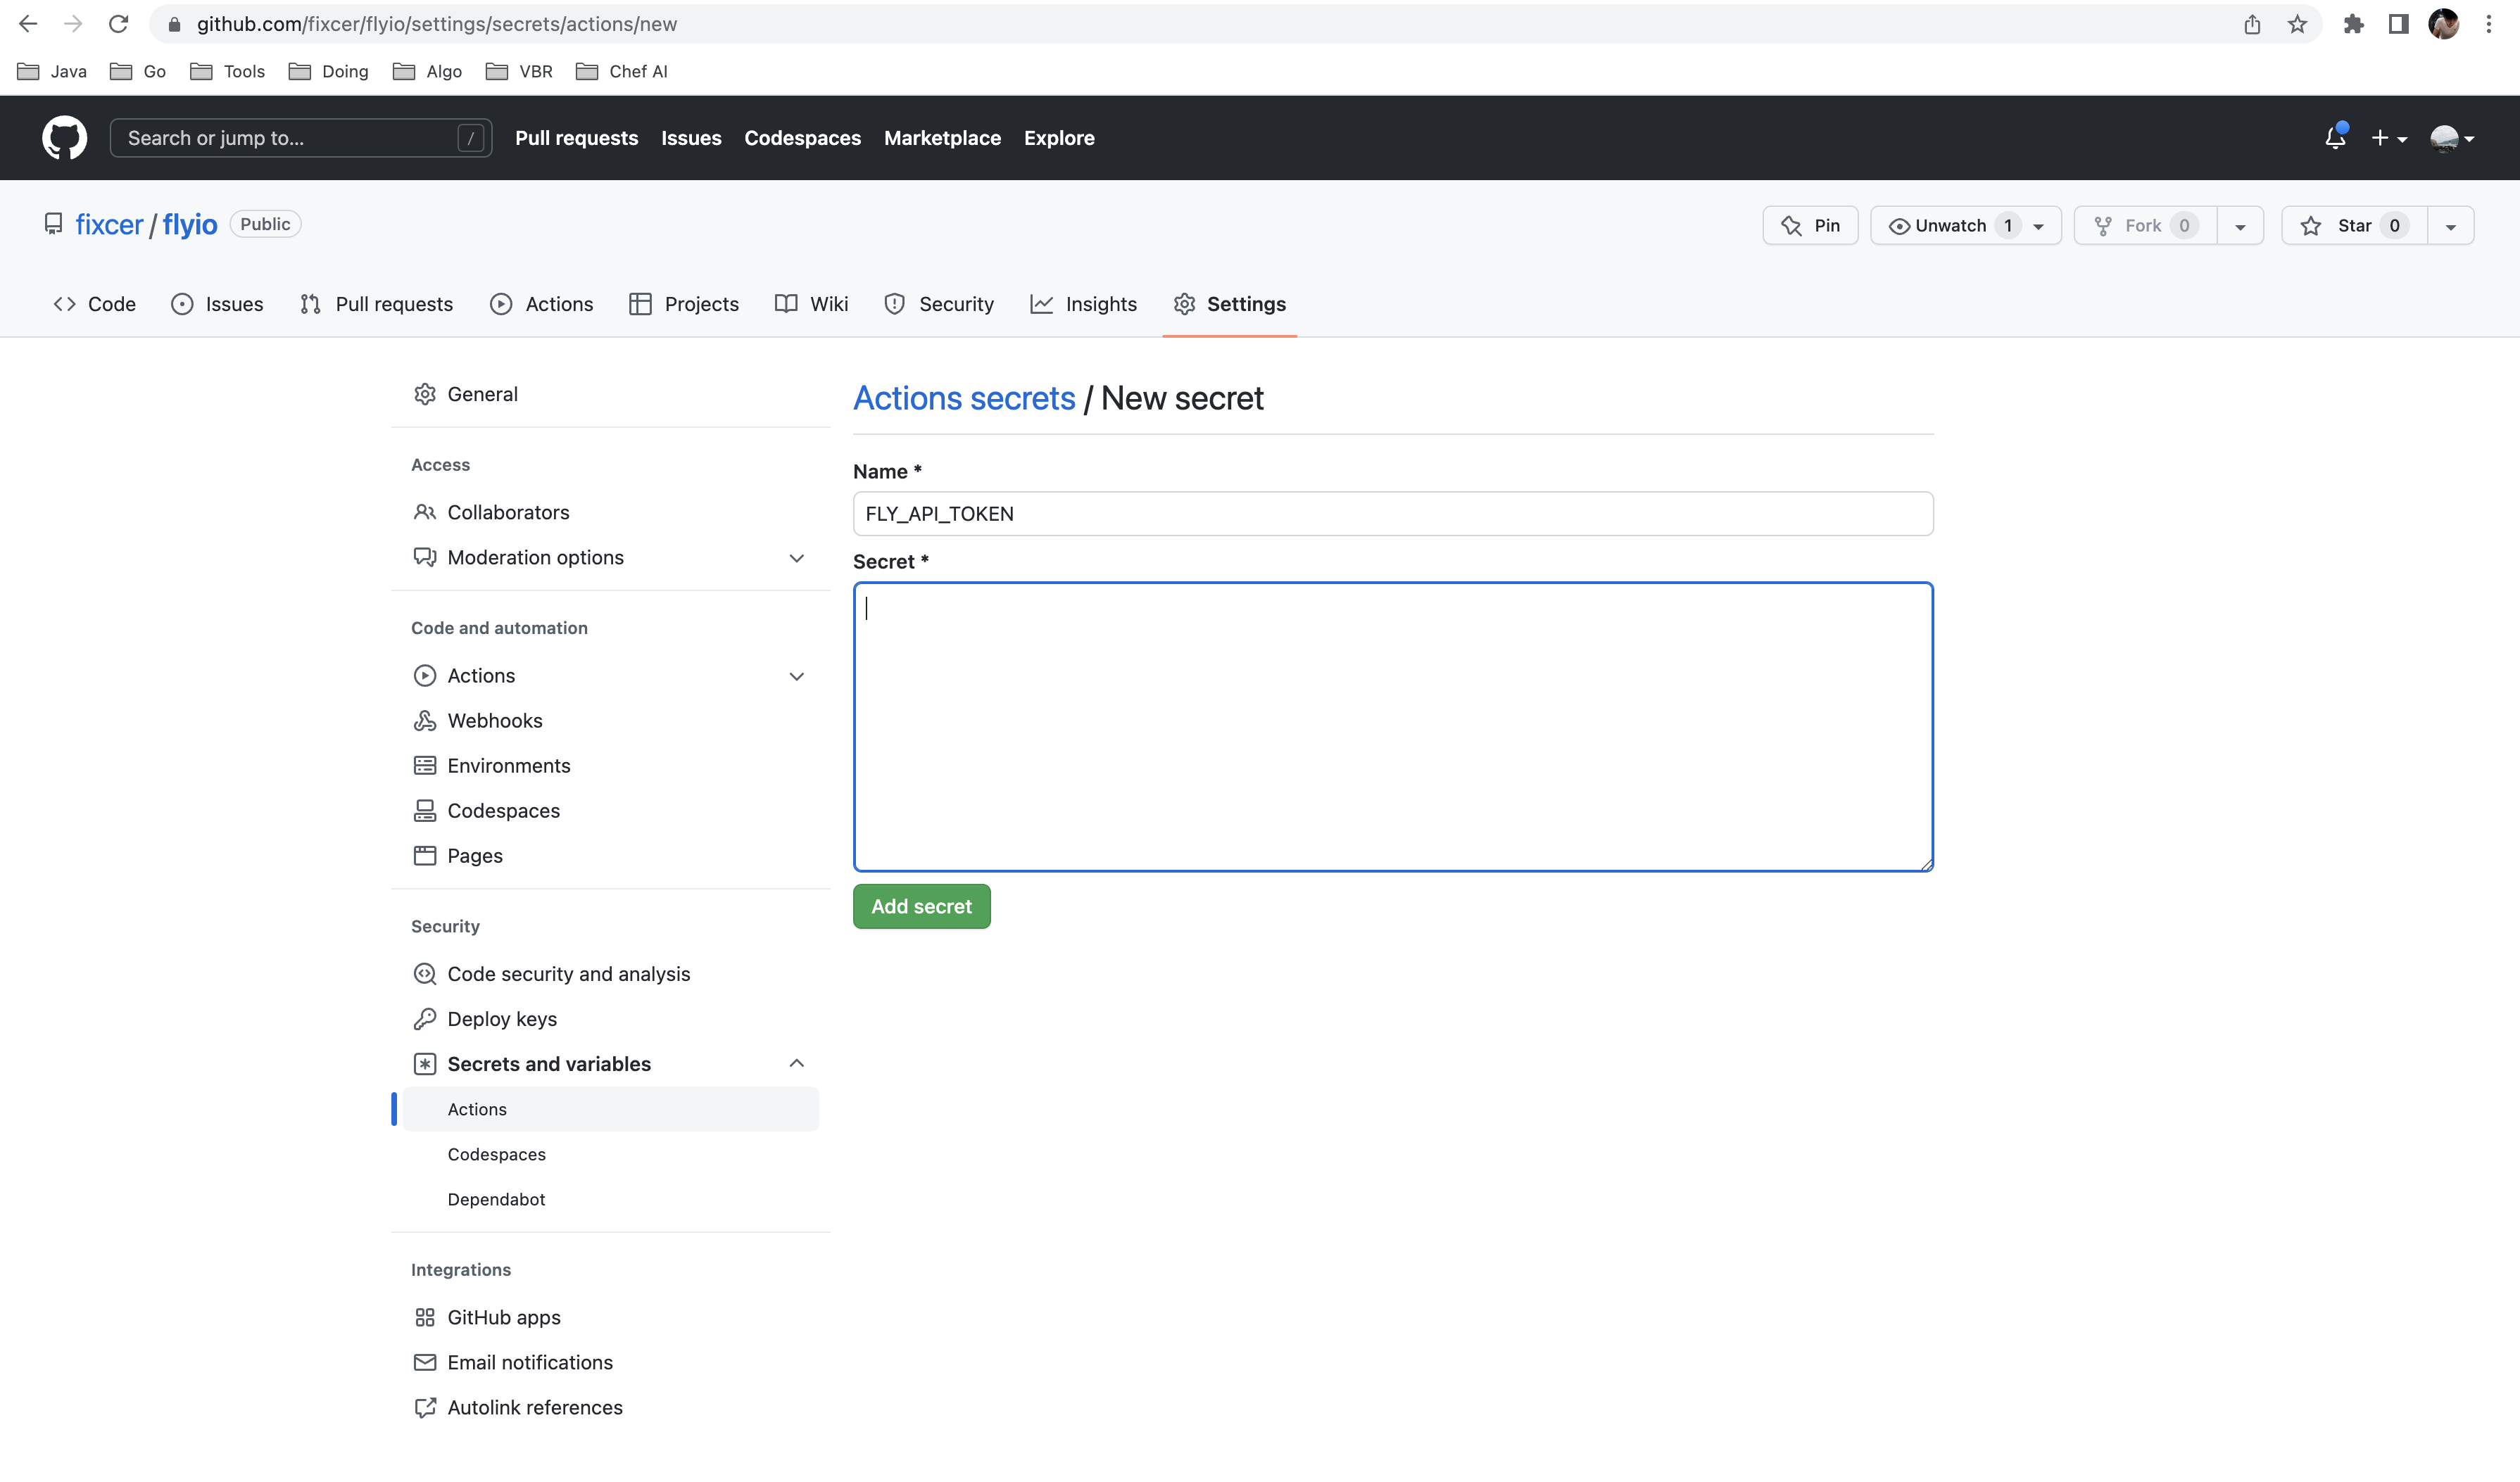 github.com/fixcer/flyio/settings/secrets/actions/new
Java Go Tools Doing Algo VBR Chef AI
Search or jump to... / Pull requests Issues Codespaces Marketplace Explore
fixcer / flyio Public Pin Unwatch 1 Fork 0 Star 0
Code Issues Pull requests Actions Projects Wiki Security Insights Settings
General
Access
Collaborators
Moderation options
Code and automation
Actions
Webhooks
Environments
Codespaces
Pages
Security
Code security and analysis
Deploy keys
Secrets and variables
Actions
Codespaces
Dependabot
Integrations
GitHub apps
Email notifications
Autolink references
Actions secrets / New secret
Name *
FLY_API_TOKEN
Secret *
Add secret